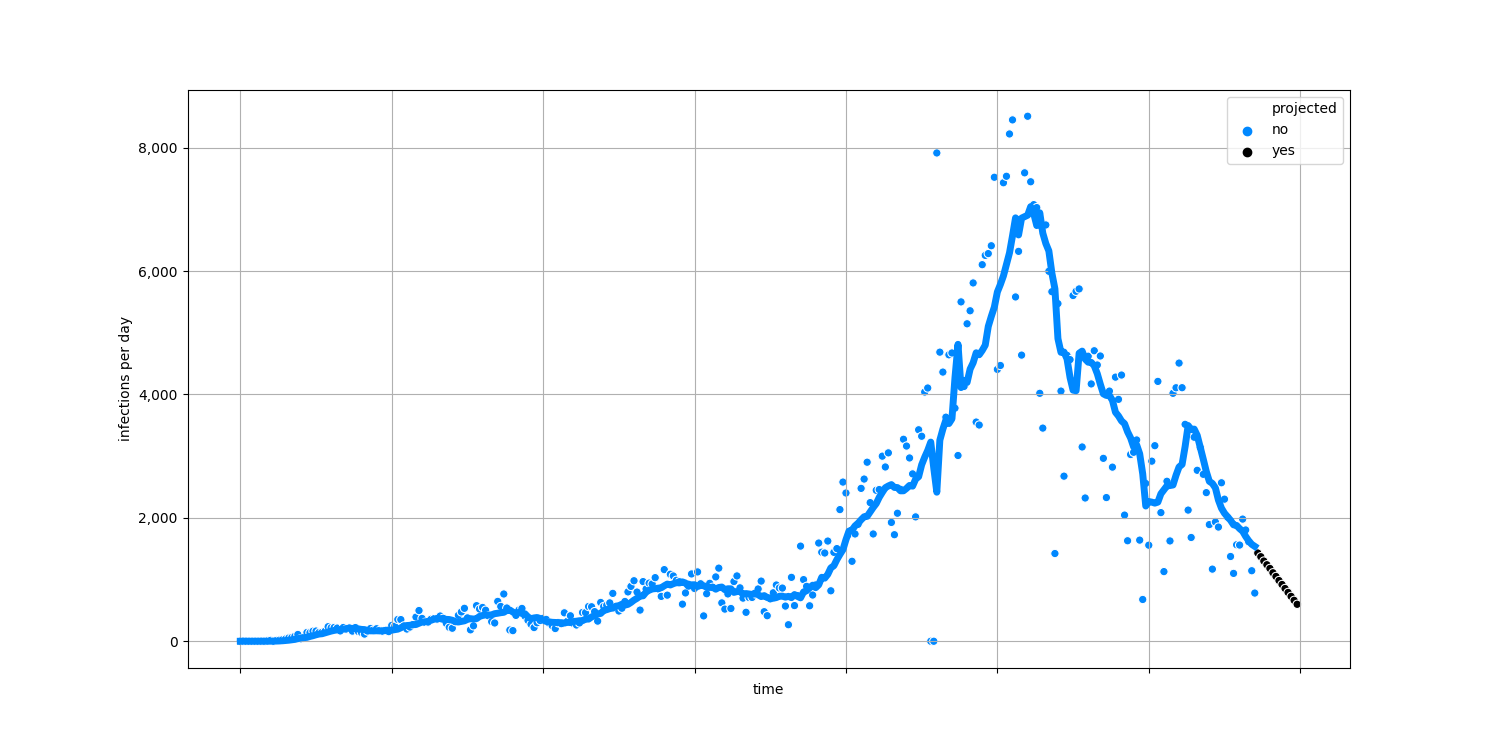 projected
no
yes
8,000
6,000
4,000
2,000
0
infections per day
time